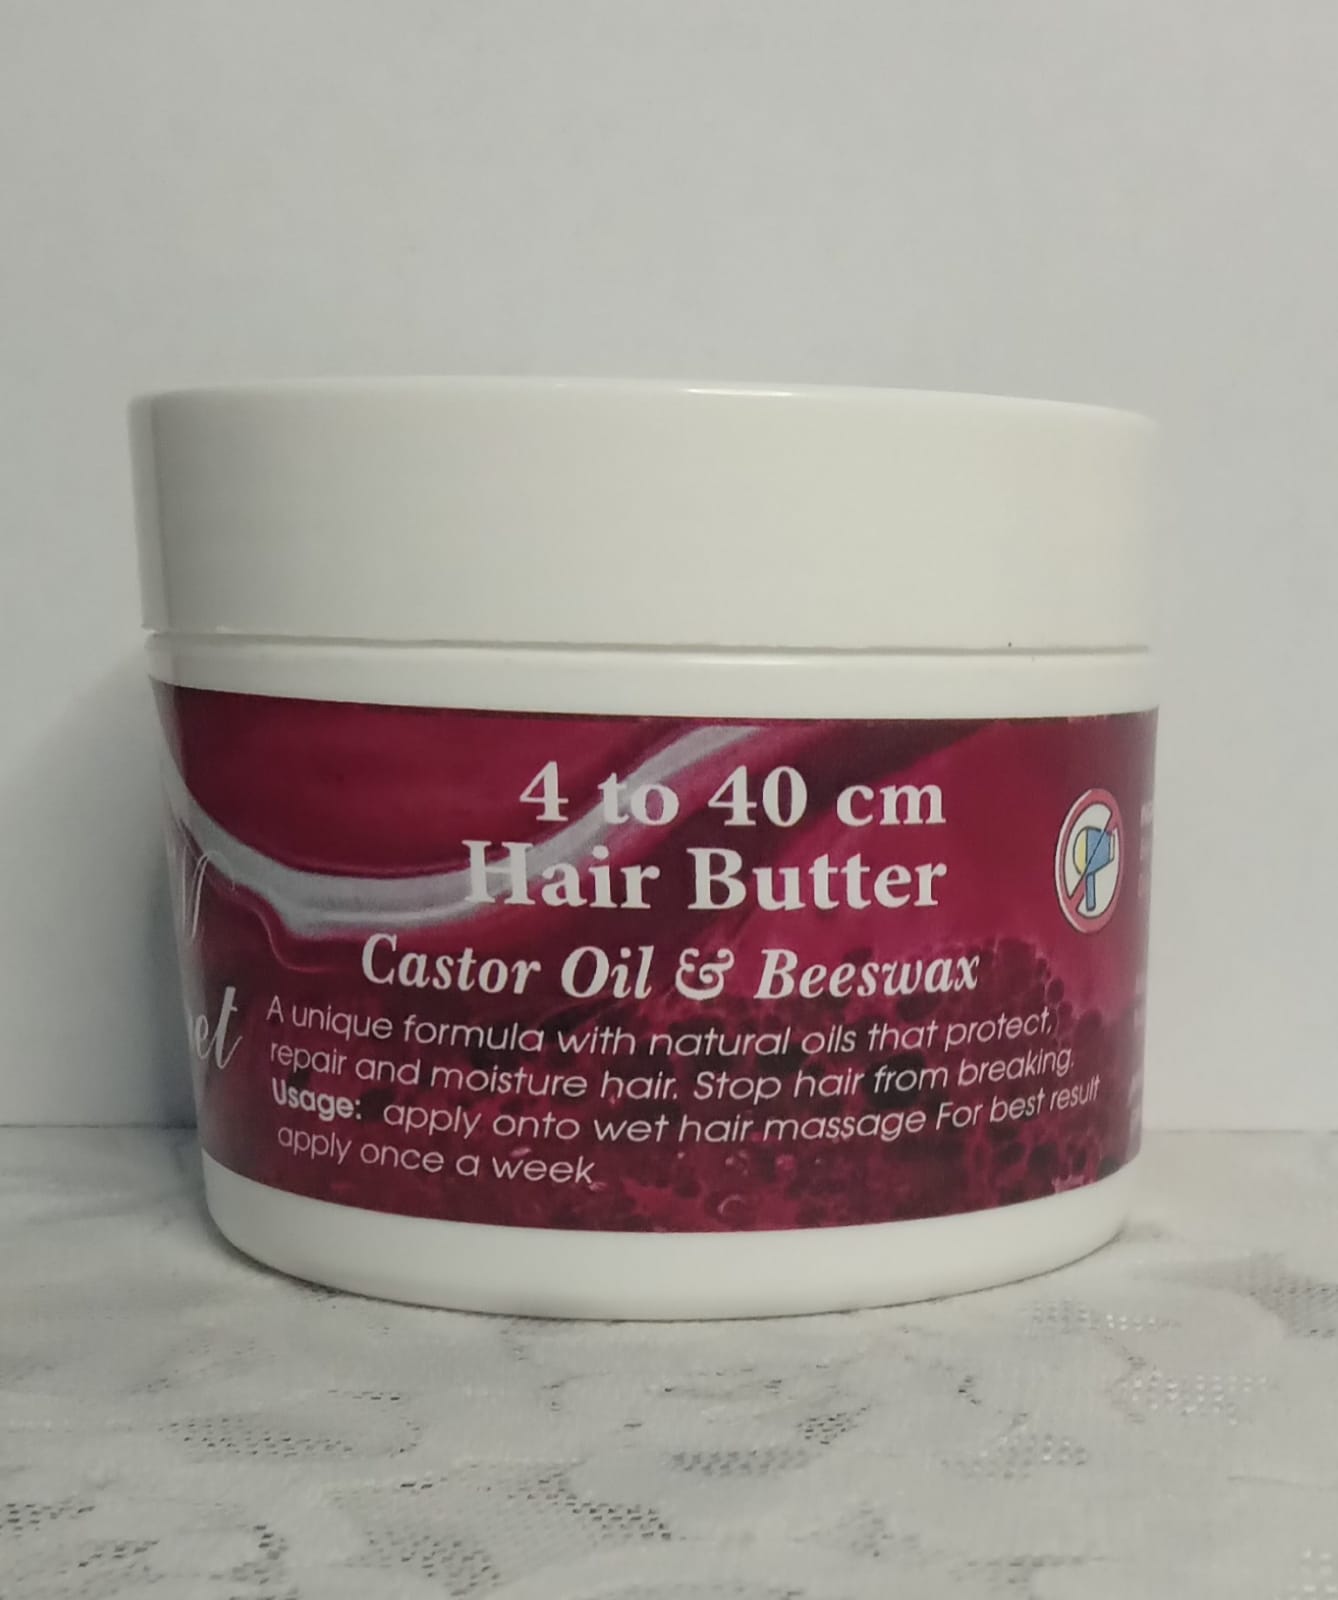 4 to 40 cm
Hair Butter
Castor Oil & Beeswax
A unique formula with natural oils that protect,
repair and moisture hair. Stop hair from breaking.
Usage: apply onto wet hair massage For best result
apply once a week